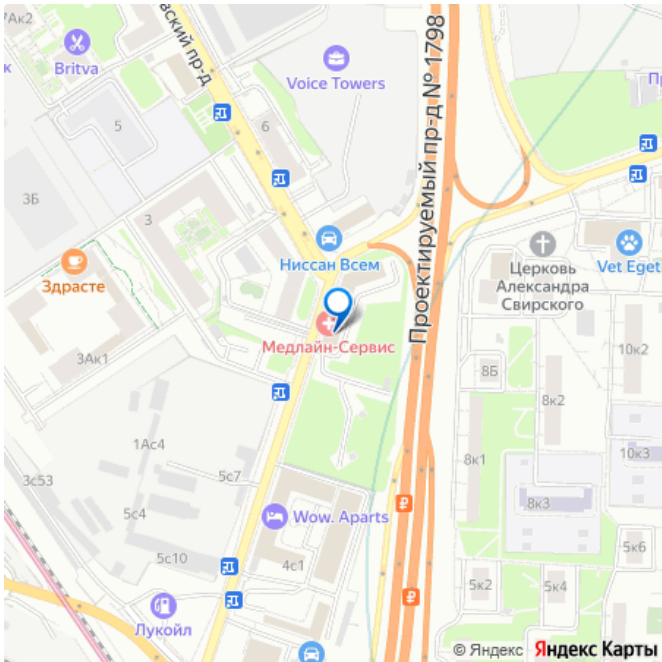 7Ак2
вский пр-д
к
Britva
Voice Towers
Проектируемый пр-д № 1798
Пр
5
6
3Б
3
Здрасте
Ниссан Всем
Церковь
Александра
Свирского
Vet Eget
Медлайн-Сервис
3Ак1
8Б
10к2
8к2
1Ас4
5с7
3с53
5с4
8к1
10к3
8к3
Wow. Aparts
5с10
4с1
5к6
5к2
5к4
Лукойл
© Яндекс Яндекс Карты